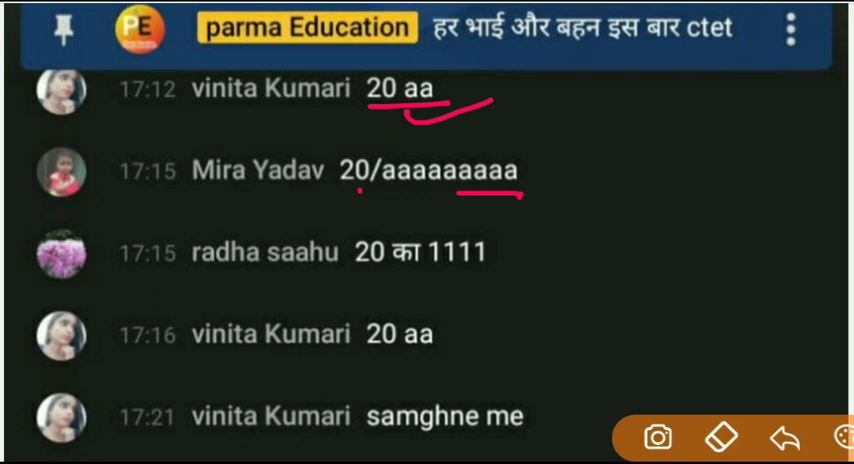 PE parma Education हर भाई और बहन इस बार ctet
17:12 vinita Kumari 20 aa
17:15 Mira Yadav 20/aaaaaaaaa
17:15 radha saahu 20 का 1111
17:16 vinita Kumari 20 aa
17:21 vinita Kumari samghne me